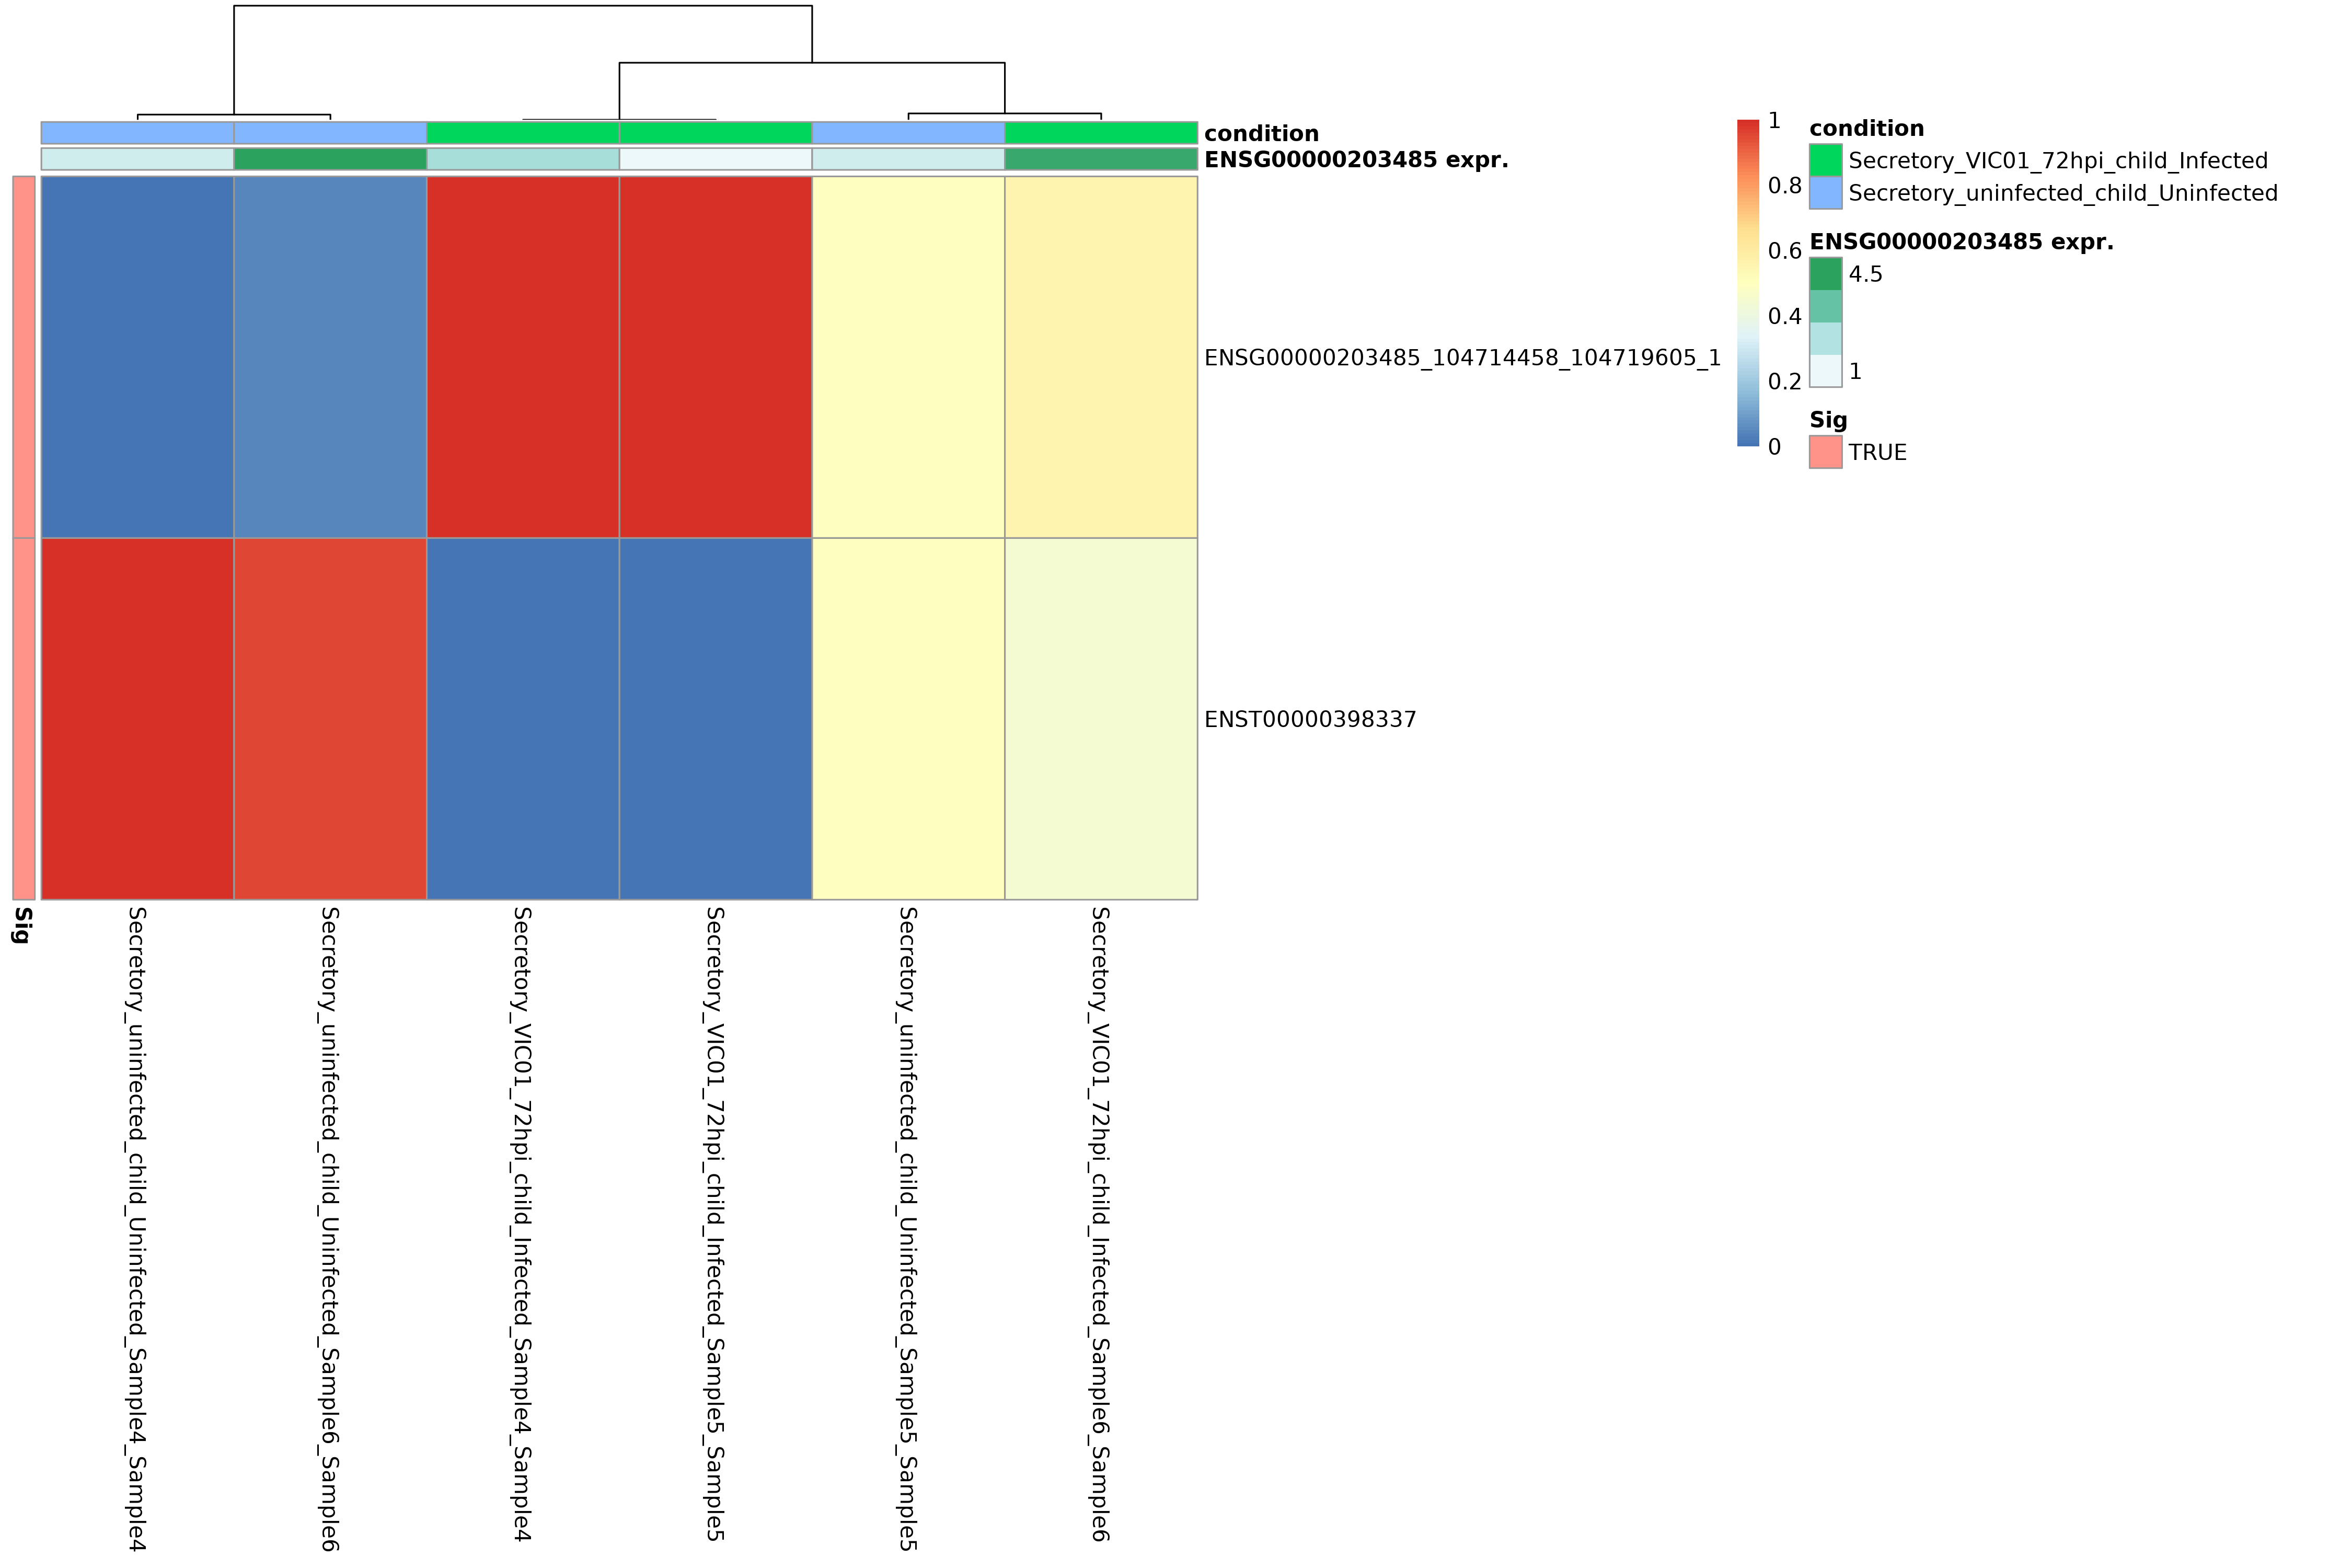 condition
ENSG00000203485 expr.
ENSG00000203485_104714458_104719605_1
ENST00000398337
1
0.8
0.6
0.4
0.2
0
condition
Secretory_VIC01_72hpi_child_Infected
Secretory_uninfected_child_Uninfected
ENSG00000203485 expr.
4.5
1
Sig
TRUE
Sig
Secretory_uninfected_child_Uninfected_Sample4_Sample4
Secretory_uninfected_child_Uninfected_Sample6_Sample6
Secretory_VIC01_72hpi_child_Infected_Sample4_Sample4
Secretory_VIC01_72hpi_child_Infected_Sample5_Sample5
Secretory_uninfected_child_Uninfected_Sample5_Sample5
Secretory_VIC01_72hpi_child_Infected_Sample6_Sample6